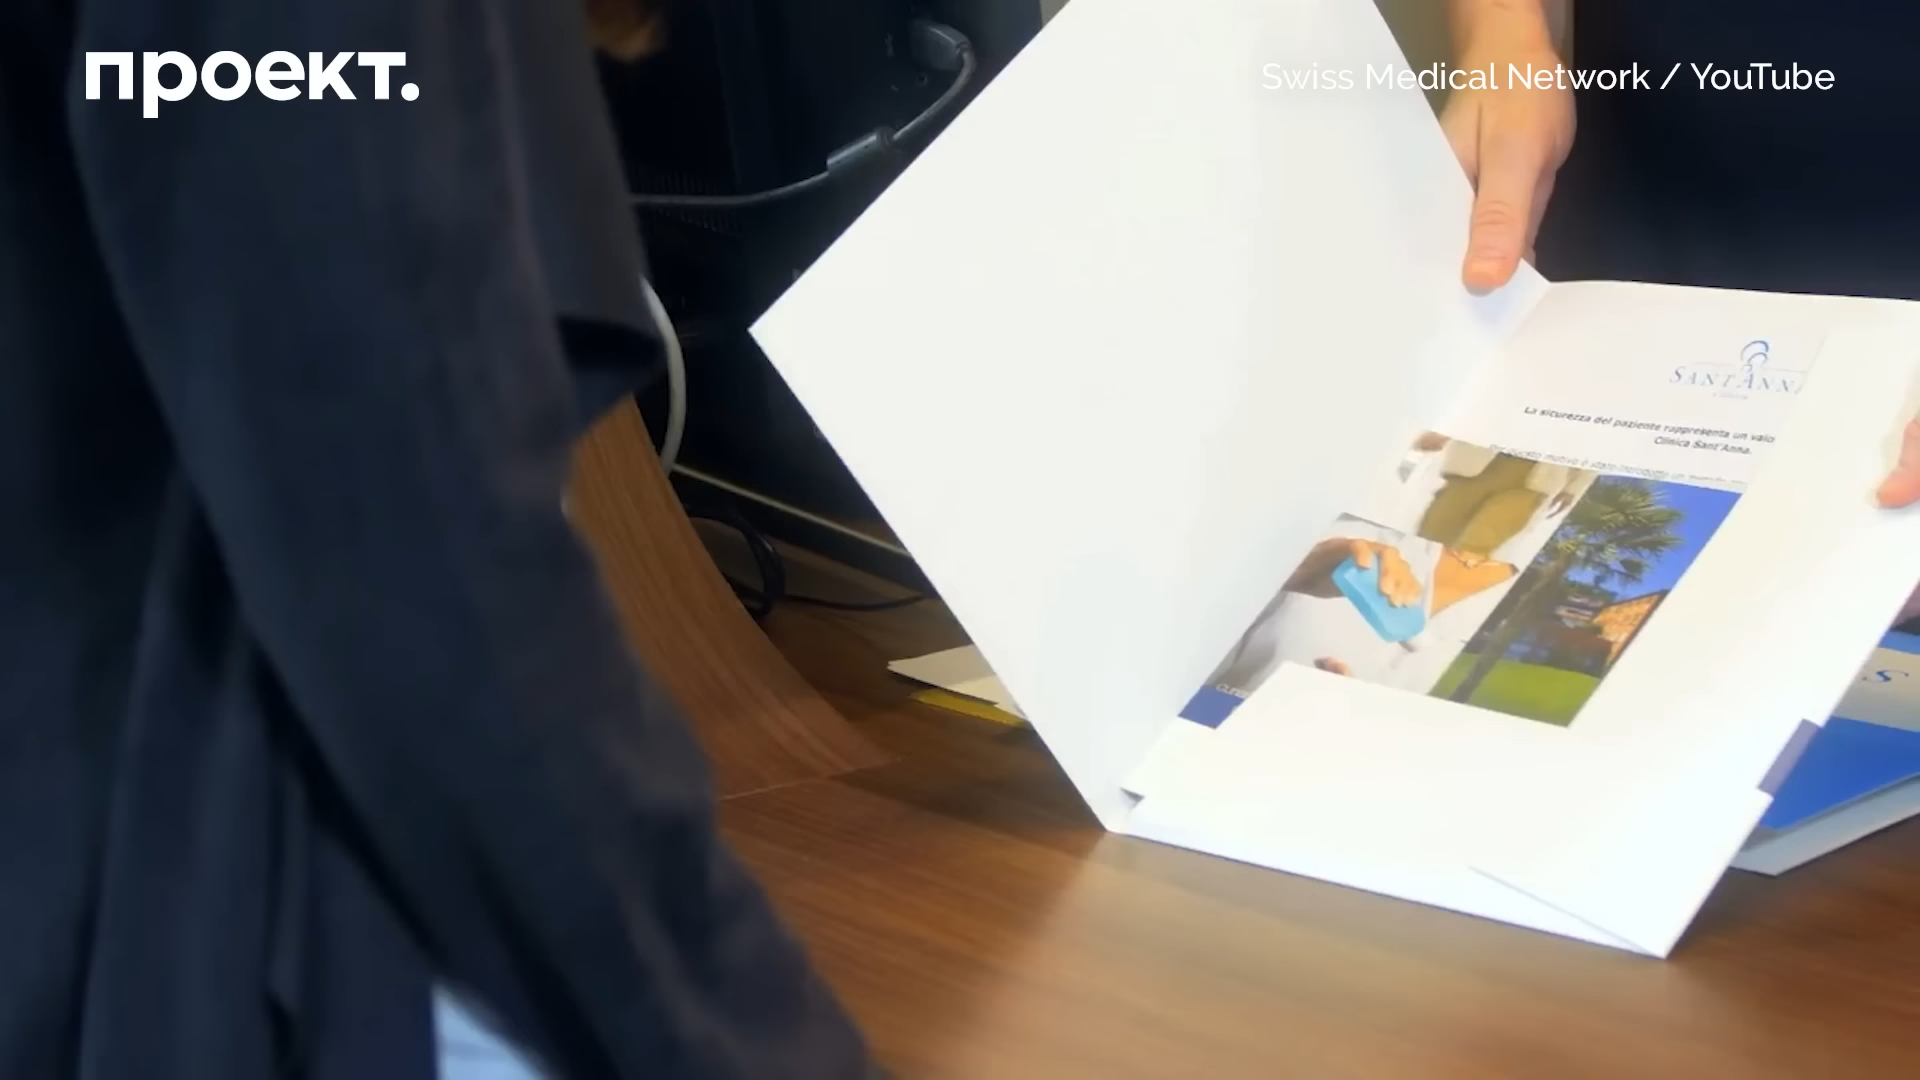 проект.
Swiss Medical Network / YouTube
SANT'ANNA
La sicurezza del paziente rappresenta un valo
Clinica Sant'Anna.
S